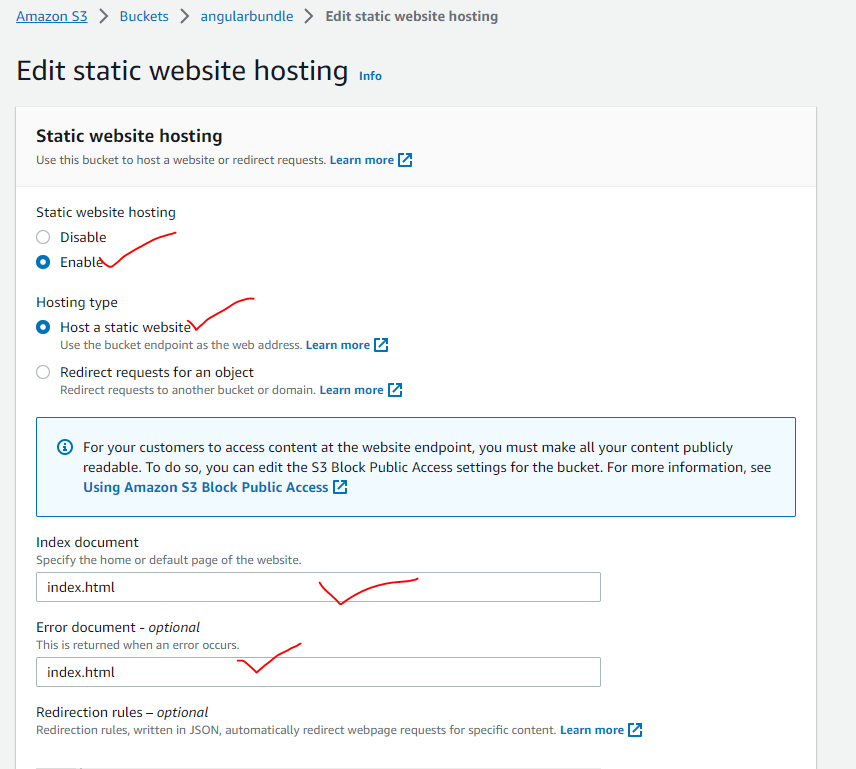 Amazon S3 > Buckets > angularbundle > Edit static website hosting
Edit static website hosting Info
Static website hosting
Use this bucket to host a website or redirect requests. Learn more
Static website hosting
Disable
Enable
Hosting type
Host a static website
Use the bucket endpoint as the web address. Learn more
Redirect requests for an object
Redirect requests to another bucket or domain. Learn more
For your customers to access content at the website endpoint, you must make all your content publicly
readable. To do so, you can edit the S3 Block Public Access settings for the bucket. For more information, see
Using Amazon S3 Block Public Access
Index document
Specify the home or default page of the website.
index.html
Error document - optional
This is returned when an error occurs.
index.html
Redirection rules – optional
Redirection rules, written in JSON, automatically redirect webpage requests for specific content. Learn more